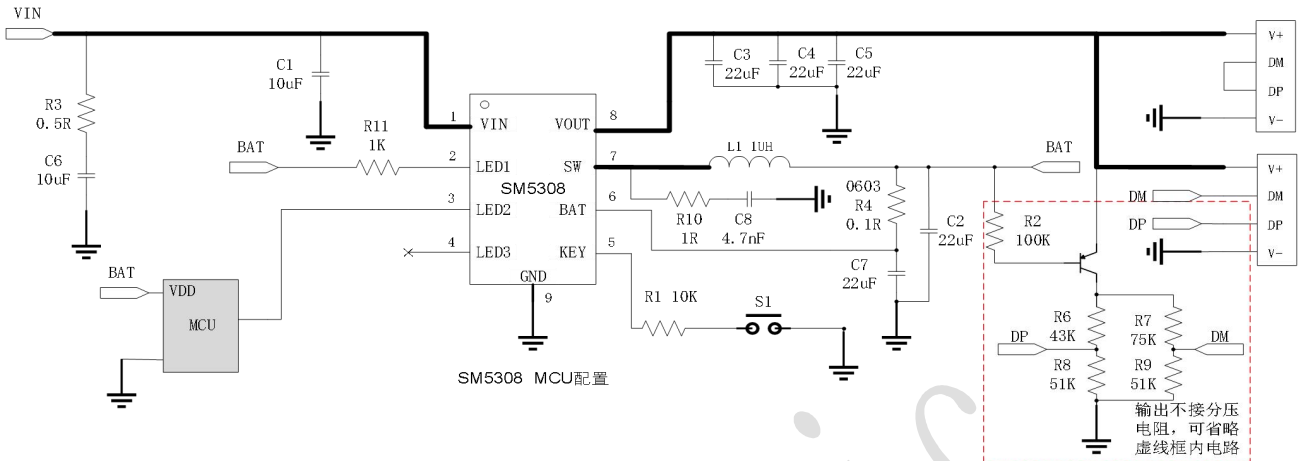 VIN
R3
0.5R
C6
10uF
C1
10uF
BAT
R11
1K
1
VIN
2
LED1
3
LED2
4
LED3
SM5308
VOUT
8
SW
7
BAT
6
KEY
5
GND
9
BAT
VDD
MCU
C3
22uF
C4
22uF
C5
22uF
L1 1UH
BAT
R10
1R
C8
4.7nF
0603
R4
0.1R
C2
22uF
C7
22uF
R1 10K
S1
R2
100K
R6
43K
R7
75K
DP
DM
R8
51K
R9
51K
V+
DM
DP
V-
V+
DM
DM
DP
DP
V-
输出不接分压
电阻, 可省略
虚线框内电路
SM5308 MCU配置